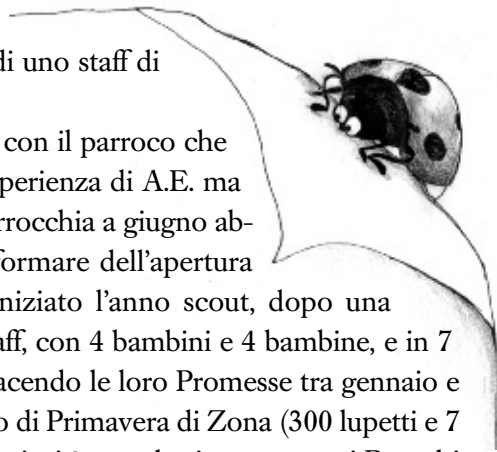 di uno staff di
con il parroco che
perienza di A.E. ma
rrocchia a giugno ab-
formare dell'apertura
niziato l'anno scout, dopo una
aff, con 4 bambini e 4 bambine, e in 7
acendo le loro Promesse tra gennaio e
o di Primavera di Zona (300 lupetti e 7